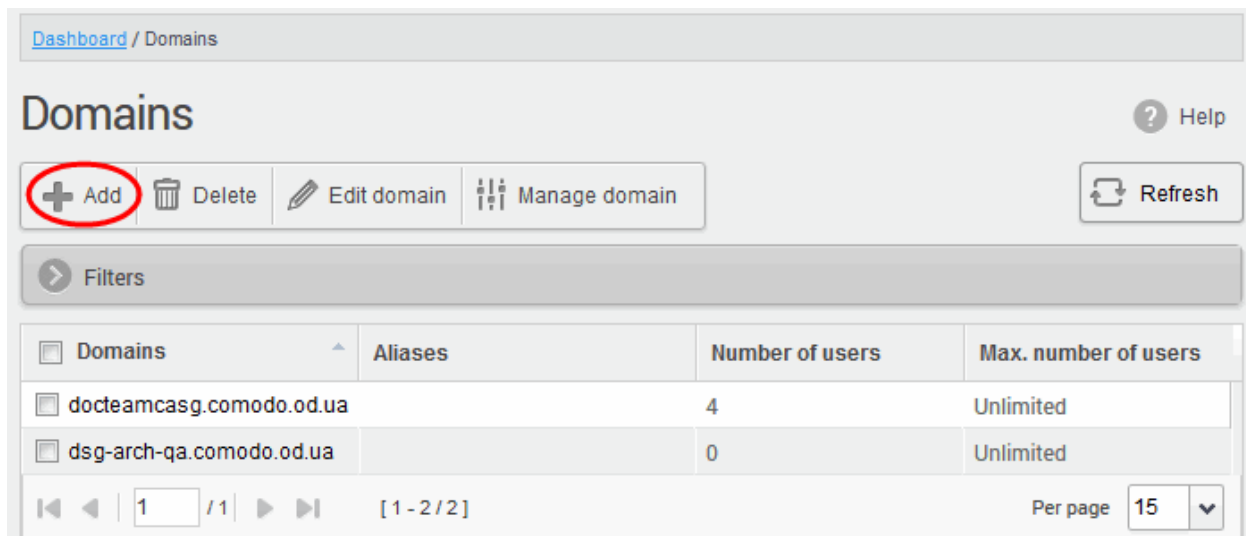 Dashboard / Domains
Domains
? Help
Add Delete Edit domain Manage domain Refresh
Filters
Domains Aliases Number of users Max. number of users
docteamcasg.comodo.od.ua 4 Unlimited
dsg-arch-qa.comodo.od.ua 0 Unlimited
1 /1 [1-2/2] Per page 15